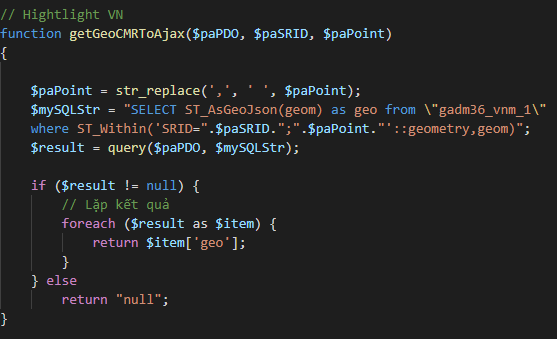 // Hightlight VN
function getGeoCMRToAjax($paPDO, $paSRID, $paPoint)
{
    $paPoint = str_replace(',', ' ', $paPoint);
    $mySQLStr = "SELECT ST_AsGeoJson(geom) as geo from \"gadm36_vnm_1\"
    where ST_Within('SRID=".$paSRID.";".$paPoint."'::geometry,geom)";
    $result = query($paPDO, $mySQLStr);
    if ($result != null) {
        // Lặp kết quả
        foreach ($result as $item) {
            return $item['geo'];
        }
    } else
        return "null";
}